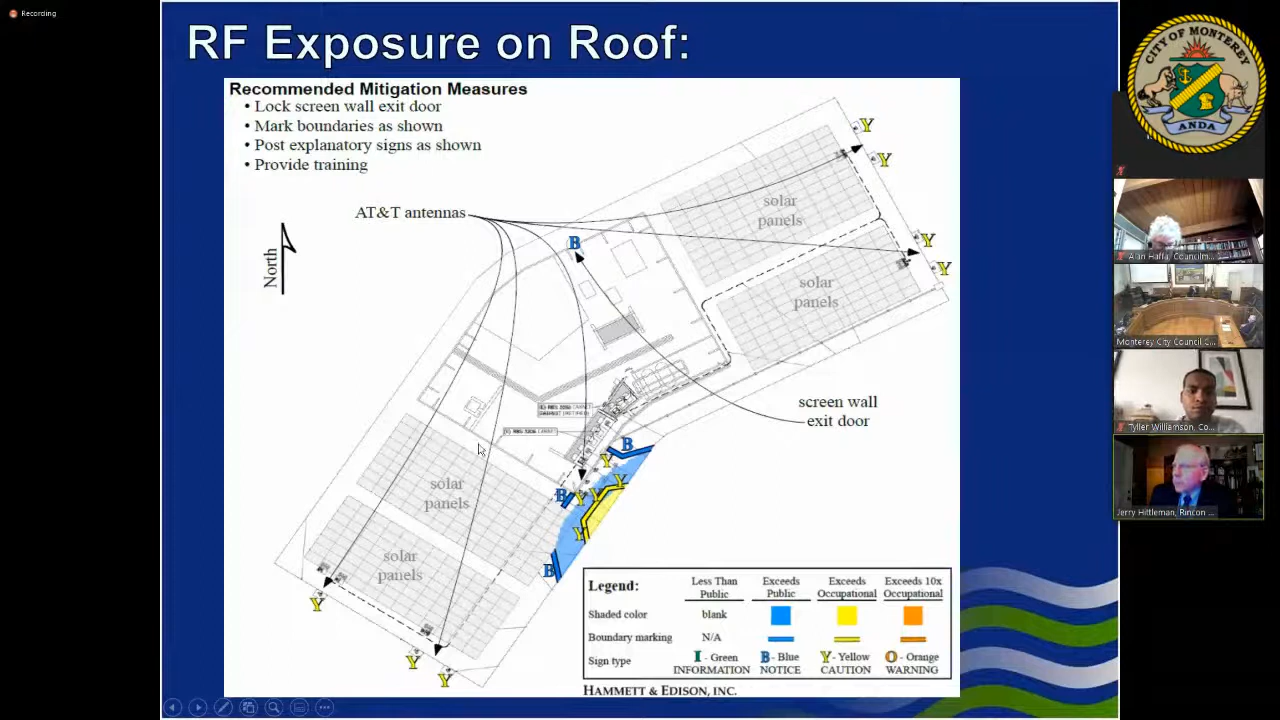 Recording
RF Exposure on Roof:
Recommended Mitigation Measures
• Lock screen wall exit door
• Mark boundaries as shown
• Post explanatory signs as shown
• Provide training
AT&T antennas
North
solar
panels
solar
panels
screen wall
exit door
solar
panels
solar
panels
B
Y
Y
Y
Y
B
Y
Y
B
Y
Y
Y
B
Y
Y
Y
Legend:
Less Than
Public
Exceeds
Public
Exceeds
Occupational
Exceeds 10x
Occupational
Shaded color
blank
Boundary marking
N/A
Sign type
I - Green
INFORMATION
B - Blue
NOTICE
Y - Yellow
CAUTION
O - Orange
WARNING
HAMMETT & EDISON, INC.
CITY OF MONTEREY
ANDA
Alan Haffa, Councilm...
Monterey City Council C...
Tyller Williamson, Co...
Jerry Hittleman, Rincon ...